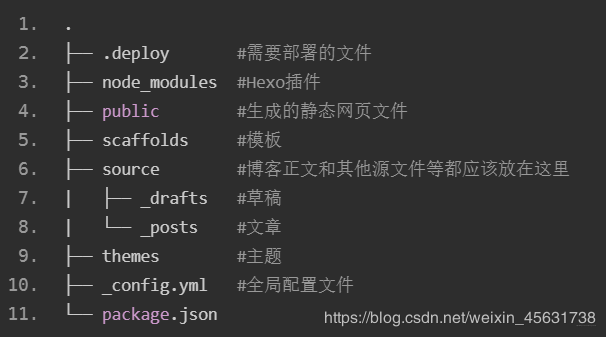 1. .
2. ├── .deploy #需要部署的文件
3. ├── node_modules #Hexo插件
4. ├── public #生成的静态网页文件
5. ├── scaffolds #模板
6. ├── source #博客正文和其他源文件等都应该放在这里
7. | ├── _drafts #草稿
8. | └── _posts #文章
9. ├── themes #主题
10. ├── _config.yml #全局配置文件
11. └── package.json
https://blog.csdn.net/weixin_45631738